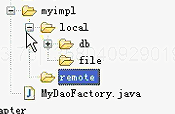 myimpl
local
db
file
remote
MyDaoFactory.java
apter